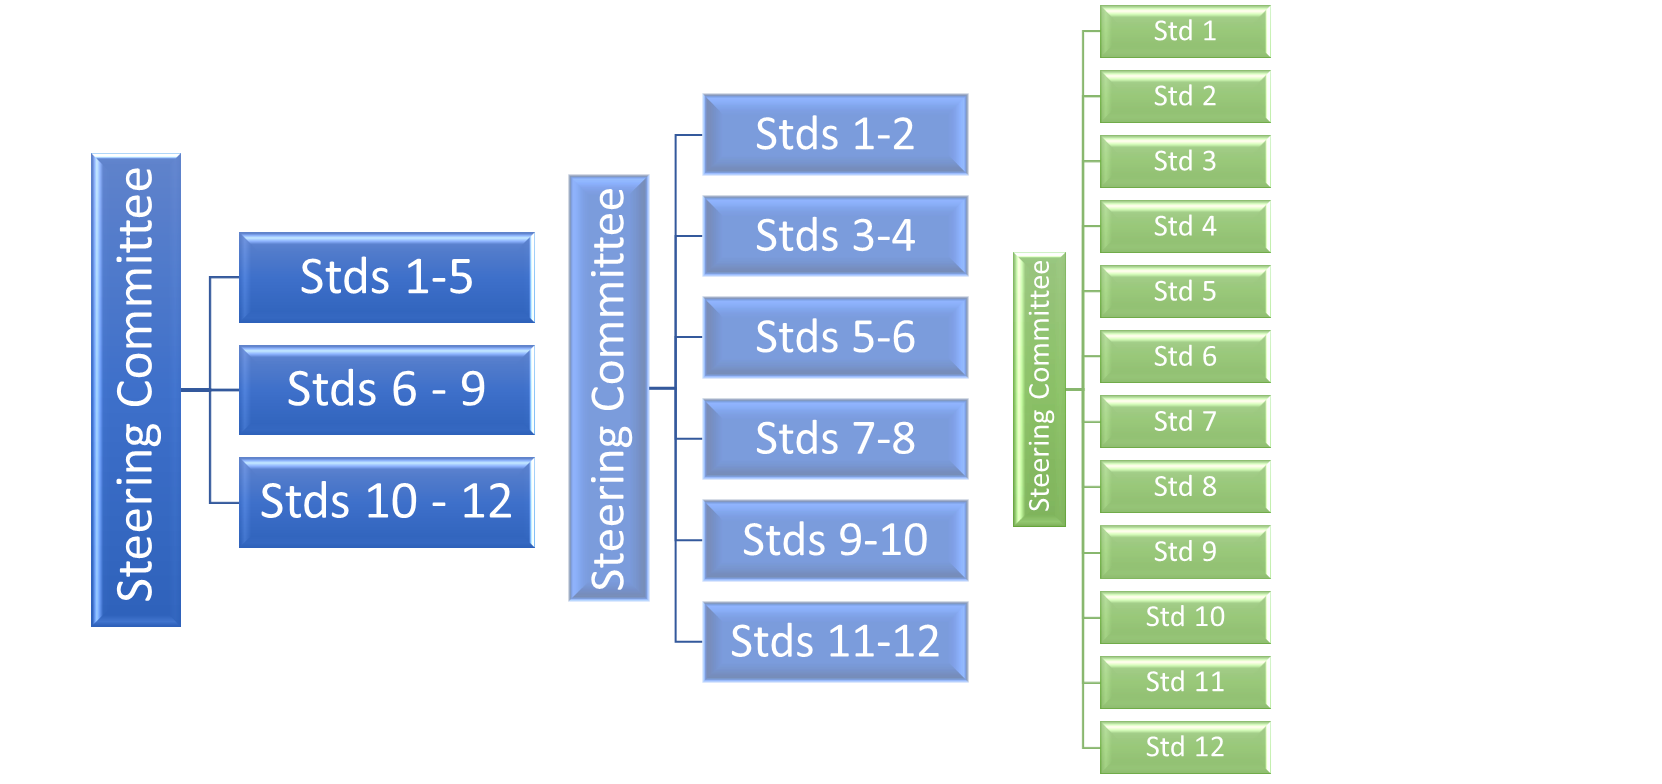 Steering Committee
Stds 1-5
Stds 6 - 9
Stds 10 - 12
Steering Committee
Stds 1-2
Stds 3-4
Stds 5-6
Stds 7-8
Stds 9-10
Stds 11-12
Steering Committee
Std 1
Std 2
Std 3
Std 4
Std 5
Std 6
Std 7
Std 8
Std 9
Std 10
Std 11
Std 12